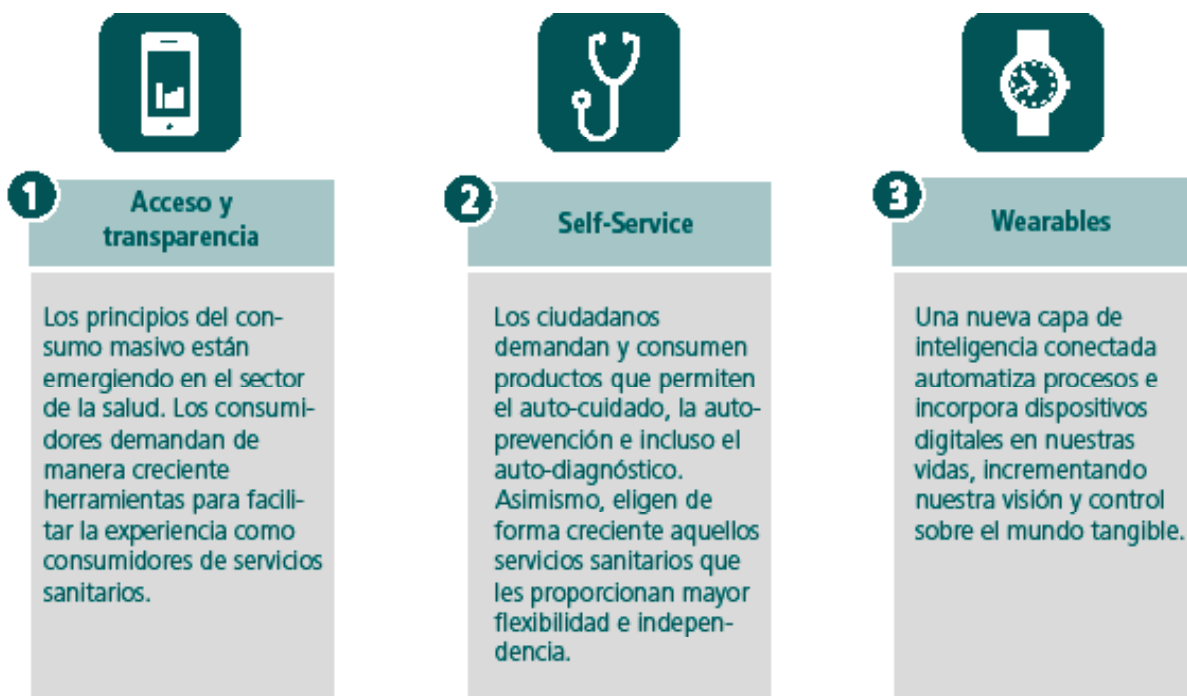 1
Acceso y
transparencia
Los principios del con-
sumo masivo están
emergiendo en el sector
de la salud. Los consumi-
dores demandan de
manera creciente
herramientas para facili-
tar la experiencia como
consumidores de servicios
sanitarios.
2
Self-Service
Los ciudadanos
demandan y consumen
productos que permiten
el auto-cuidado, la auto-
prevención e incluso el
auto-diagnóstico.
Asimismo, eligen de
forma creciente aquellos
servicios sanitarios que
les proporcionan mayor
flexibilidad e indepen-
dencia.
3
Wearables
Una nueva capa de
inteligencia conectada
automatiza procesos e
incorpora dispositivos
digitales en nuestras
vidas, incrementando
nuestra visión y control
sobre el mundo tangible.